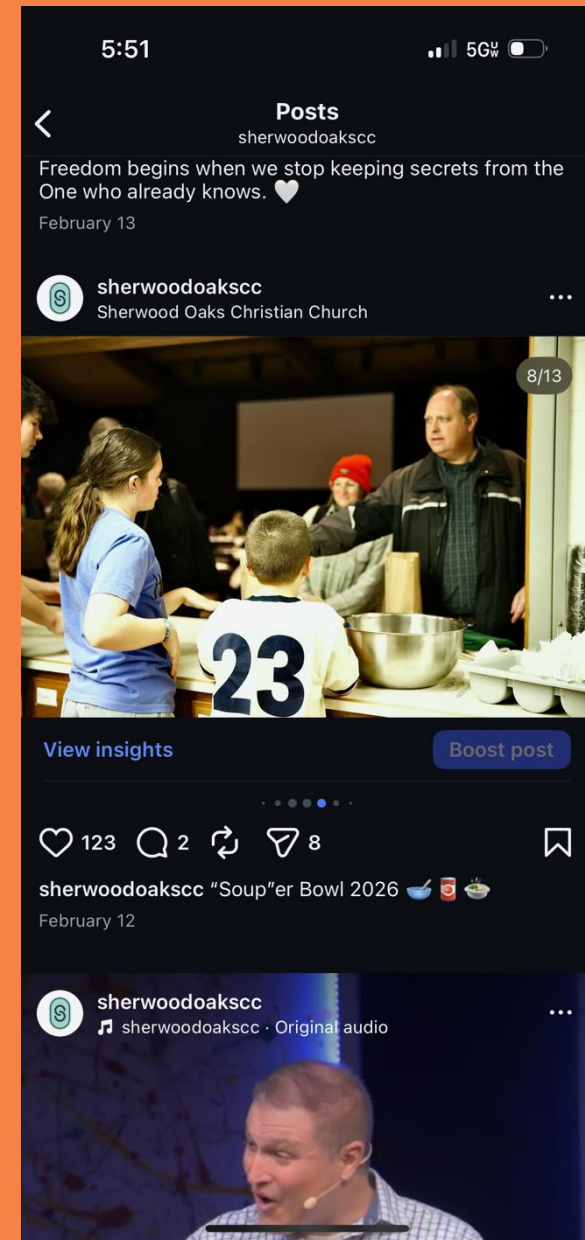 5:51
5G UW
Posts
sherwoodoakscc
Freedom begins when we stop keeping secrets from the
One who already knows. 🤍
February 13
sherwoodoakscc
Sherwood Oaks Christian Church
8/13
23
View insights
Boost post
123 2 8
sherwoodoakscc “Soup”er Bowl 2026 🥣🥫🍲
February 12
sherwoodoakscc
sherwoodoakscc · Original audio